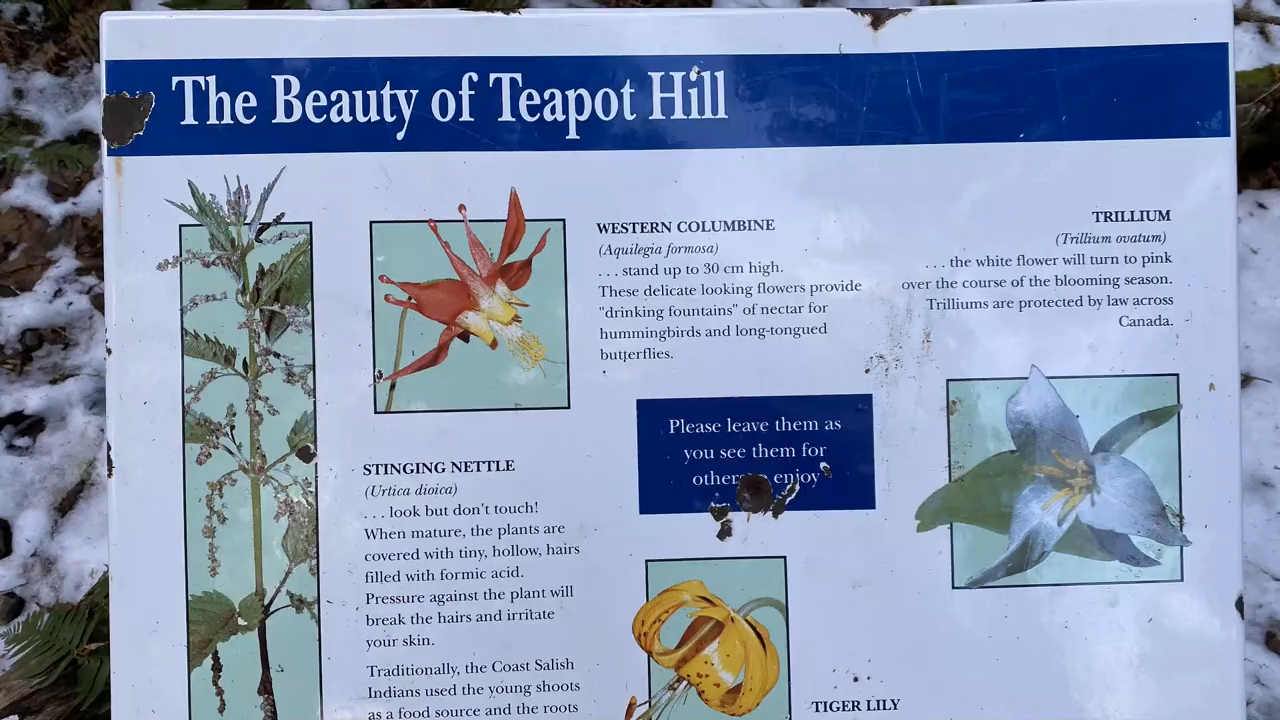 The Beauty of Teapot Hill
WESTERN COLUMBINE
(Aquilegia formosa)
. . . stand up to 30 cm high.
These delicate looking flowers provide
"drinking fountains" of nectar for
hummingbirds and long-tongued
butterflies.
TRILLIUM
(Trillium ovatum)
. . . the white flower will turn to pink
over the course of the blooming season.
Trilliums are protected by law across
Canada.
Please leave them as
you see them for
others enjoy
STINGING NETTLE
(Urtica dioica)
. . . look but don't touch!
When mature, the plants are
covered with tiny, hollow, hairs
filled with formic acid.
Pressure against the plant will
break the hairs and irritate
your skin.
Traditionally, the Coast Salish
Indians used the young shoots
as a food source and the roots
TIGER LILY